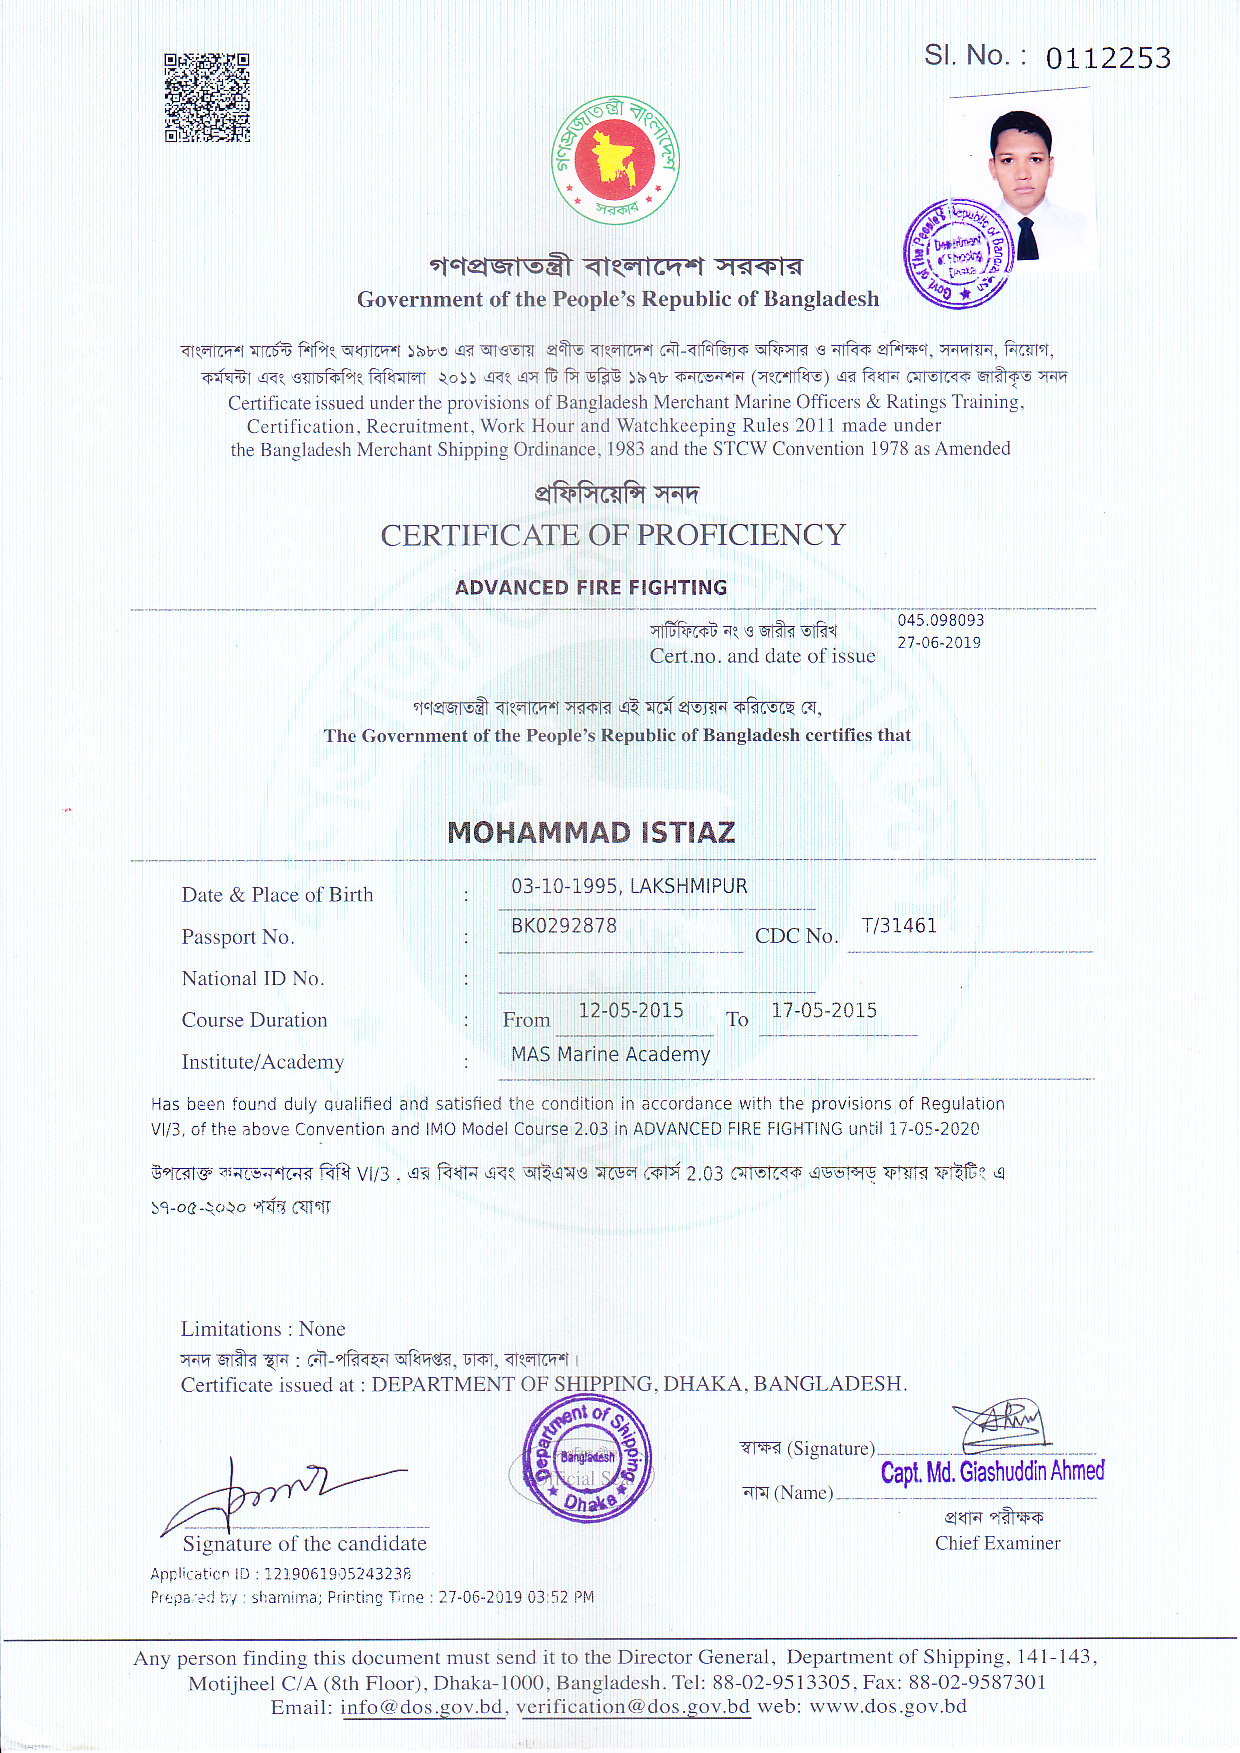 Sl. No. : 0112253
গণপ্রজাতন্ত্রী বাংলাদেশ
সরকার
Govt. of The People's Republic of Bangladesh
Department
of Shipping
Dhaka
গণপ্রজাতন্ত্রী বাংলাদেশ সরকার
Government of the People's Republic of Bangladesh
বাংলাদেশ মার্চেন্ট শিপিং অধ্যাদেশ ১৯৮৩ এর আওতায় প্রণীত বাংলাদেশ নৌ-বাণিজ্যিক অফিসার ও নাবিক প্রশিক্ষণ, সনদায়ন, নিয়োগ,
কর্মঘন্টা এবং ওয়াচকিপিং বিধিমালা ২০১১ এবং এস টি সি ডব্লিউ ১৯৭৮ কনভেনশন (সংশোধিত) এর বিধান মোতাবেক জারীকৃত সনদ
Certificate issued under the provisions of Bangladesh Merchant Marine Officers & Ratings Training,
Certification, Recruitment, Work Hour and Watchkeeping Rules 2011 made under
the Bangladesh Merchant Shipping Ordinance, 1983 and the STCW Convention 1978 as Amended
প্রফিসিয়েন্সি সনদ
CERTIFICATE OF PROFICIENCY
ADVANCED FIRE FIGHTING
সার্টিফিকেট নং ও জারীর তারিখ 045.098093
Cert.no. and date of issue 27-06-2019
গণপ্রজাতন্ত্রী বাংলাদেশ সরকার এই মর্মে প্রত্যয়ন করিতেছে যে,
The Government of the People's Republic of Bangladesh certifies that
MOHAMMAD ISTIAZ
Date & Place of Birth : 03-10-1995, LAKSHMIPUR
Passport No. : BK0292878 CDC No. T/31461
National ID No. :
Course Duration : From 12-05-2015 To 17-05-2015
Institute/Academy : MAS Marine Academy
Has been found duly qualified and satisfied the condition in accordance with the provisions of Regulation
VI/3, of the above Convention and IMO Model Course 2.03 in ADVANCED FIRE FIGHTING until 17-05-2020
উপরোক্ত কনভেনশনের বিধি VI/3 . এর বিধান এবং আইএমও মডেল কোর্স 2.03 মোতাবেক এডভান্সড্ ফায়ার ফাইটিং এ
১৭-০৫-২০২০ পর্যন্ত যোগ্য
Limitations : None
সনদ জারীর স্থান : নৌ-পরিবহন অধিদপ্তর, ঢাকা, বাংলাদেশ।
Certificate issued at : DEPARTMENT OF SHIPPING, DHAKA, BANGLADESH.
Department of Shipping
Bangladesh
Official
Dhaka
স্বাক্ষর (Signature)
Capt. Md. Giashuddin Ahmed
নাম (Name)
প্রধান পরীক্ষক
Signature of the candidate Chief Examiner
Application ID : 1219061905243238
Prepared by : shamima; Printing Time : 27-06-2019 03:52 PM
Any person finding this document must send it to the Director General, Department of Shipping, 141-143,
Motijheel C/A (8th Floor), Dhaka-1000, Bangladesh. Tel: 88-02-9513305, Fax: 88-02-9587301
Email: info@dos.gov.bd, verification@dos.gov.bd web: www.dos.gov.bd